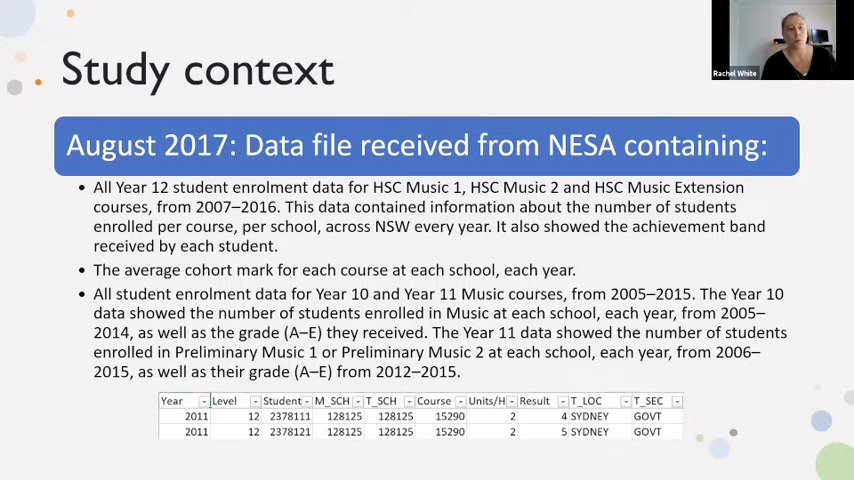 Rachel White
Study context
August 2017: Data file received from NESA containing:
• All Year 12 student enrolment data for HSC Music 1, HSC Music 2 and HSC Music Extension
courses, from 2007–2016. This data contained information about the number of students
enrolled per course, per school, across NSW every year. It also showed the achievement band
received by each student.
• The average cohort mark for each course at each school, each year.
• All student enrolment data for Year 10 and Year 11 Music courses, from 2005–2015. The Year 10
data showed the number of students enrolled in Music at each school, each year, from 2005–
2014, as well as the grade (A–E) they received. The Year 11 data showed the number of students
enrolled in Preliminary Music 1 or Preliminary Music 2 at each school, each year, from 2006–
2015, as well as their grade (A–E) from 2012–2015.
Year Level Student M_SCH T_SCH Course Units/H Result T_LOC T_SEC
2011 12 2378111 128125 128125 15290 2 4 SYDNEY GOVT
2011 12 2378121 128125 128125 15290 2 5 SYDNEY GOVT